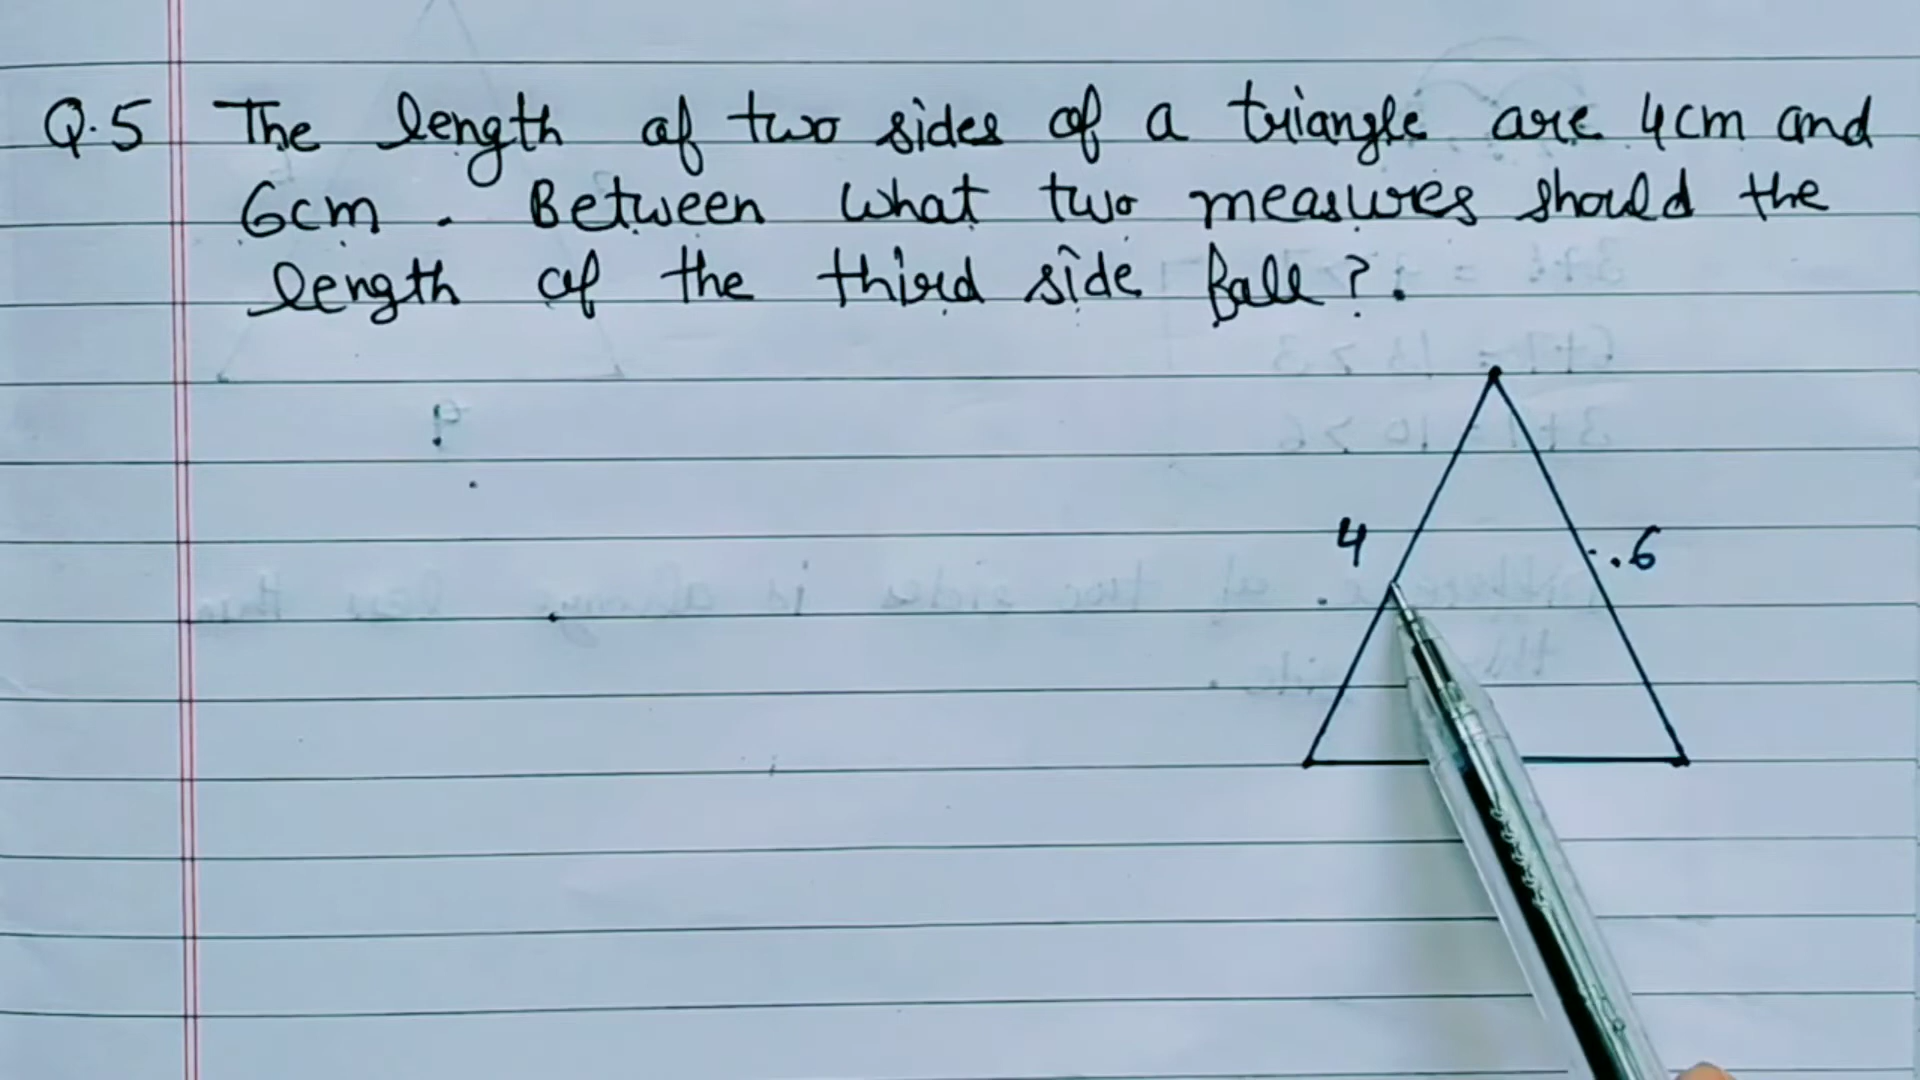 Q.5 The length of two sides of a triangle are 4cm and
6cm. Between what two measures should the
length of the third side fall?
4
6